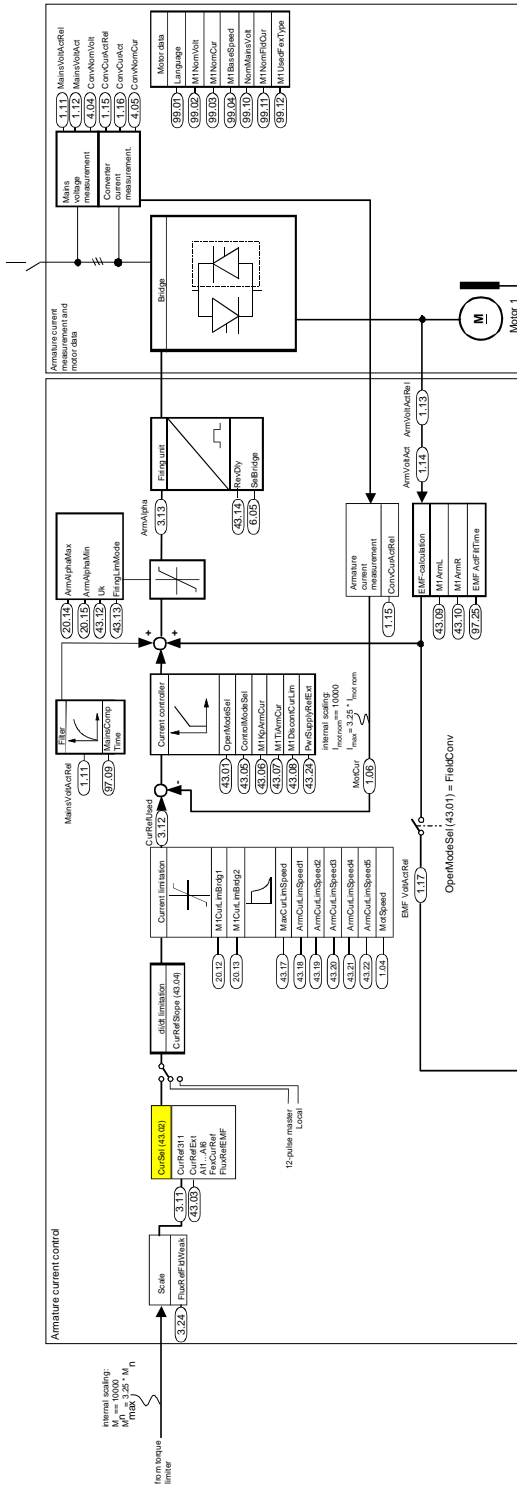 Armature current control
internal scaling:
M == 10000
n
M = 3.25 * M
max n
from torque
limiter
3.24
Scale
FluxRefFldWeak
3.11
43.03
CurSel (43.02)
CurRef311
CurRefExt
AI1...AI6
FexCurRef
FluxRefEMF
12-pulse master
Local
di/dt limitation
CurRefSlope (43.04)
Current limitation
20.12
M1CurLimBrdg1
20.13
M1CurLimBrdg2
43.17
MaxCurLimSpeed
43.18
ArmCurLimSpeed1
43.19
ArmCurLimSpeed2
43.20
ArmCurLimSpeed3
43.21
ArmCurLimSpeed4
43.22
ArmCurLimSpeed5
1.04
MotSpeed
CurRefUsed
3.12
-
MainsVoltActRel
1.11
97.09
Filter
MainsComp
Time
Current controller
43.01
OperModeSel
43.05
ControlModeSel
43.06
M1KpArmCur
43.07
M1TiArmCur
43.08
M1DiscontCurLim
43.24
PwrSupplyRefExt
internal scaling:
I mot nom == 10000
I max = 3.25 * I mot nom
MotCur
1.06
EMF VoltActRel
1.17
OperModeSel (43.01) = FieldConv
+
+
20.14
ArmAlphaMax
20.15
ArmAlphaMin
43.12
Uk
43.13
FiringLimMode
ArmAlpha
3.13
Firing unit
43.14
RevDly
6.05
SelBridge
Armature
current
measurement
1.15
ConvCurActRel
EMF-calculation
43.09
M1ArmL
43.10
M1ArmR
97.25
EMF ActFiltTime
ArmVoltAct
1.14
ArmVoltActRel
1.13
Armature current
measurement and
motor data
Bridge
Mains
voltage
measurement
Converter
current
measurement.
1.11
MainsVoltActRel
1.12
MainsVoltAct
4.04
ConvNomVolt
1.15
ConvCurActRel
1.16
ConvCurAct
4.05
ConvNomCur
Motor data
99.01
Language
99.02
M1NomVolt
99.03
M1NomCur
99.04
M1BaseSpeed
99.10
NomMainsVolt
99.11
M1NomFldCur
99.12
M1UsedFexType
M
Motor 1